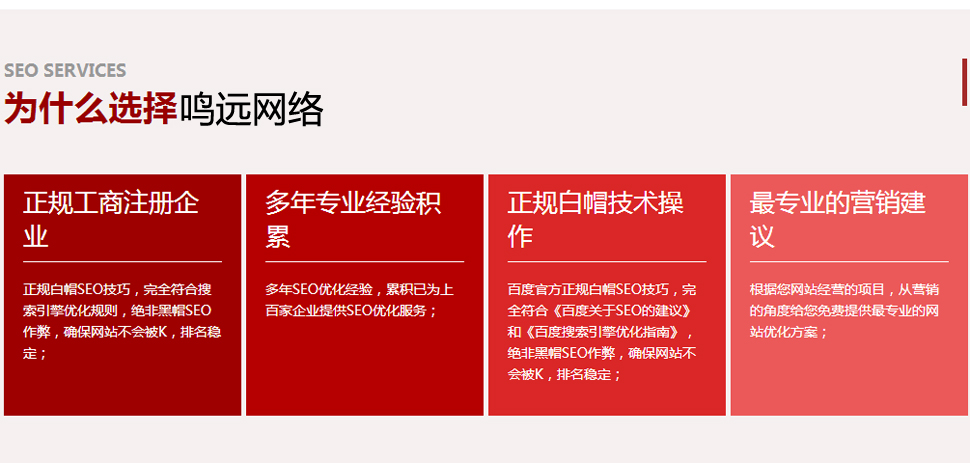 SEO SERVICES
为什么选择鸣远网络
正规工商注册企
业
正规白帽SEO技巧，完全符合搜
索引擎优化规则，绝非黑帽SEO
作弊，确保网站不会被K，排名稳
定；
多年专业经验积
累
多年SEO优化经验，累积已为上
百家企业提供SEO优化服务；
正规白帽技术操
作
百度官方正规白帽SEO技巧，完
全符合《百度关于SEO的建议》
和《百度搜索引擎优化指南》，
绝非黑帽SEO作弊，确保网站不
会被K，排名稳定；
最专业的营销建
议
根据您网站经营的项目，从营销
的角度给您免费提供最专业的网
站优化方案；